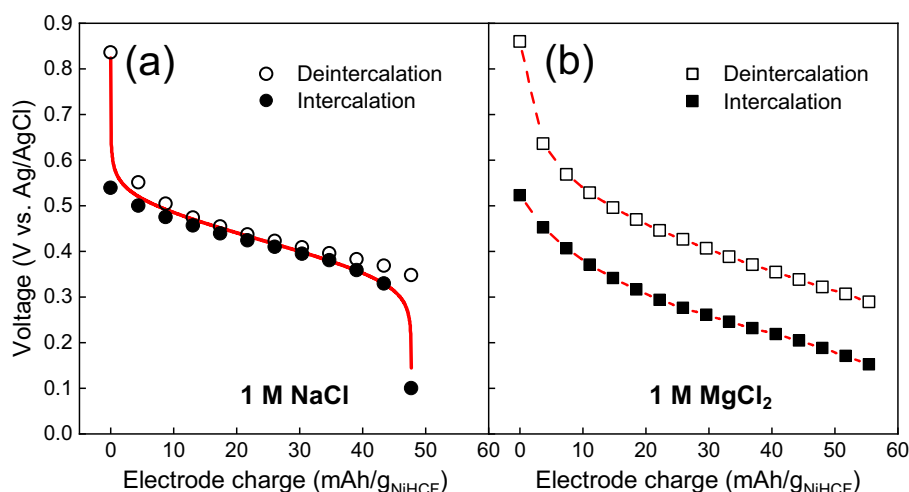 (a)
Deintercalation
Intercalation
1 M NaCl
0.9
0.8
0.7
0.6
0.5
0.4
0.3
0.2
0.1
0.0
Voltage (V vs. Ag/AgCl)
0 10 20 30 40 50
Electrode charge (mAh/gNiHCF)
(b)
Deintercalation
Intercalation
1 M MgCl₂
0 10 20 30 40 50 60
Electrode charge (mAh/gNiHCF)